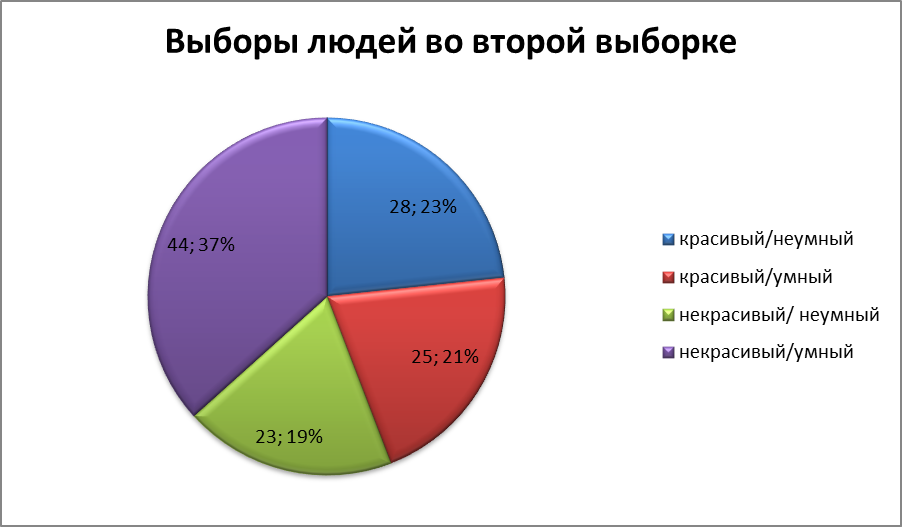 Выборы людей во второй выборке
28; 23%
44; 37%
25; 21%
23; 19%
красивый/неумный
красивый/умный
некрасивый/ неумный
некрасивый/умный